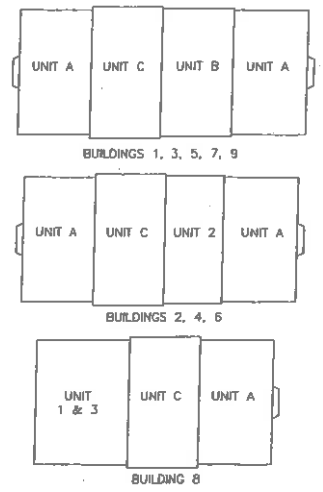 UNIT A UNIT C UNIT B UNIT A
BUILDINGS 1, 3, 5, 7, 9
UNIT A UNIT C UNIT 2 UNIT A
BUILDINGS 2, 4, 6
UNIT
1 & 3
UNIT C UNIT A
BUILDING 8